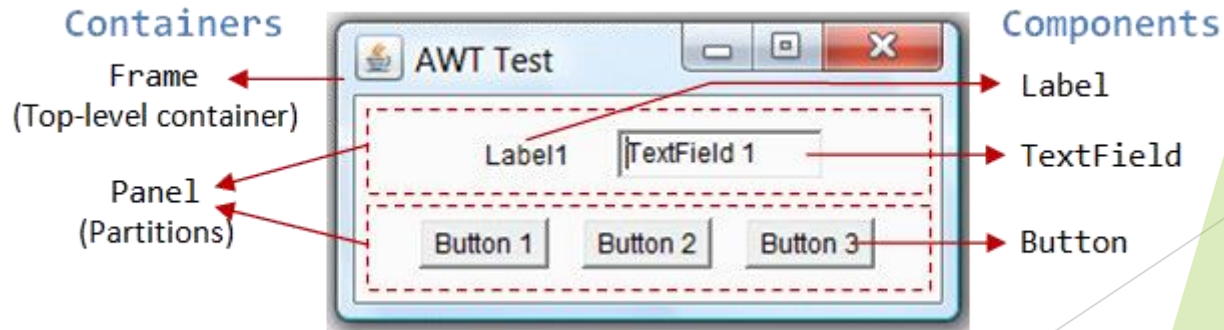 Containers
Frame
(Top-level container)
Panel
(Partitions)
AWT Test
Label1
TextField 1
Button 1
Button 2
Button 3
Components
Label
TextField
Button